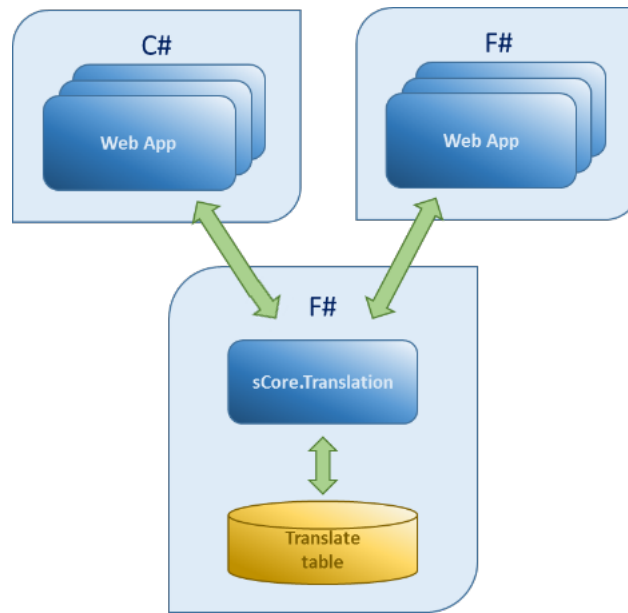 C#
Web App
F#
Web App
F#
sCore.Translation
Translate
table